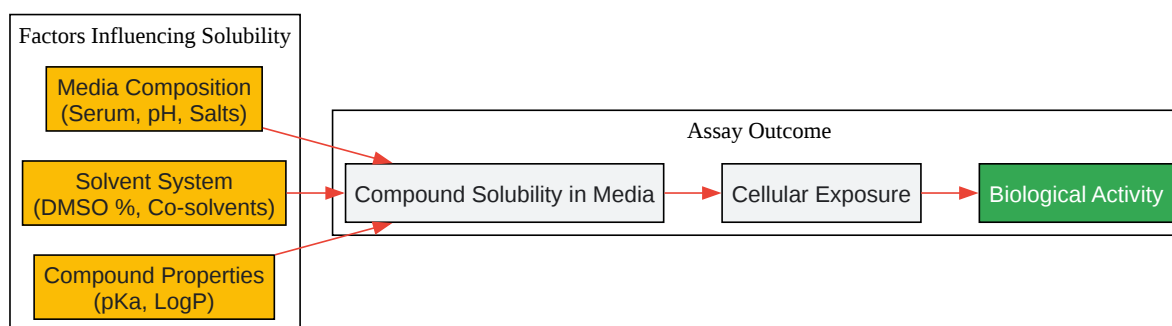 Factors Influencing Solubility
Media Composition
(Serum, pH, Salts)
Solvent System
(DMSO %, Co-solvents)
Compound Properties
(pKa, LogP)
Assay Outcome
Compound Solubility in Media
Cellular Exposure
Biological Activity